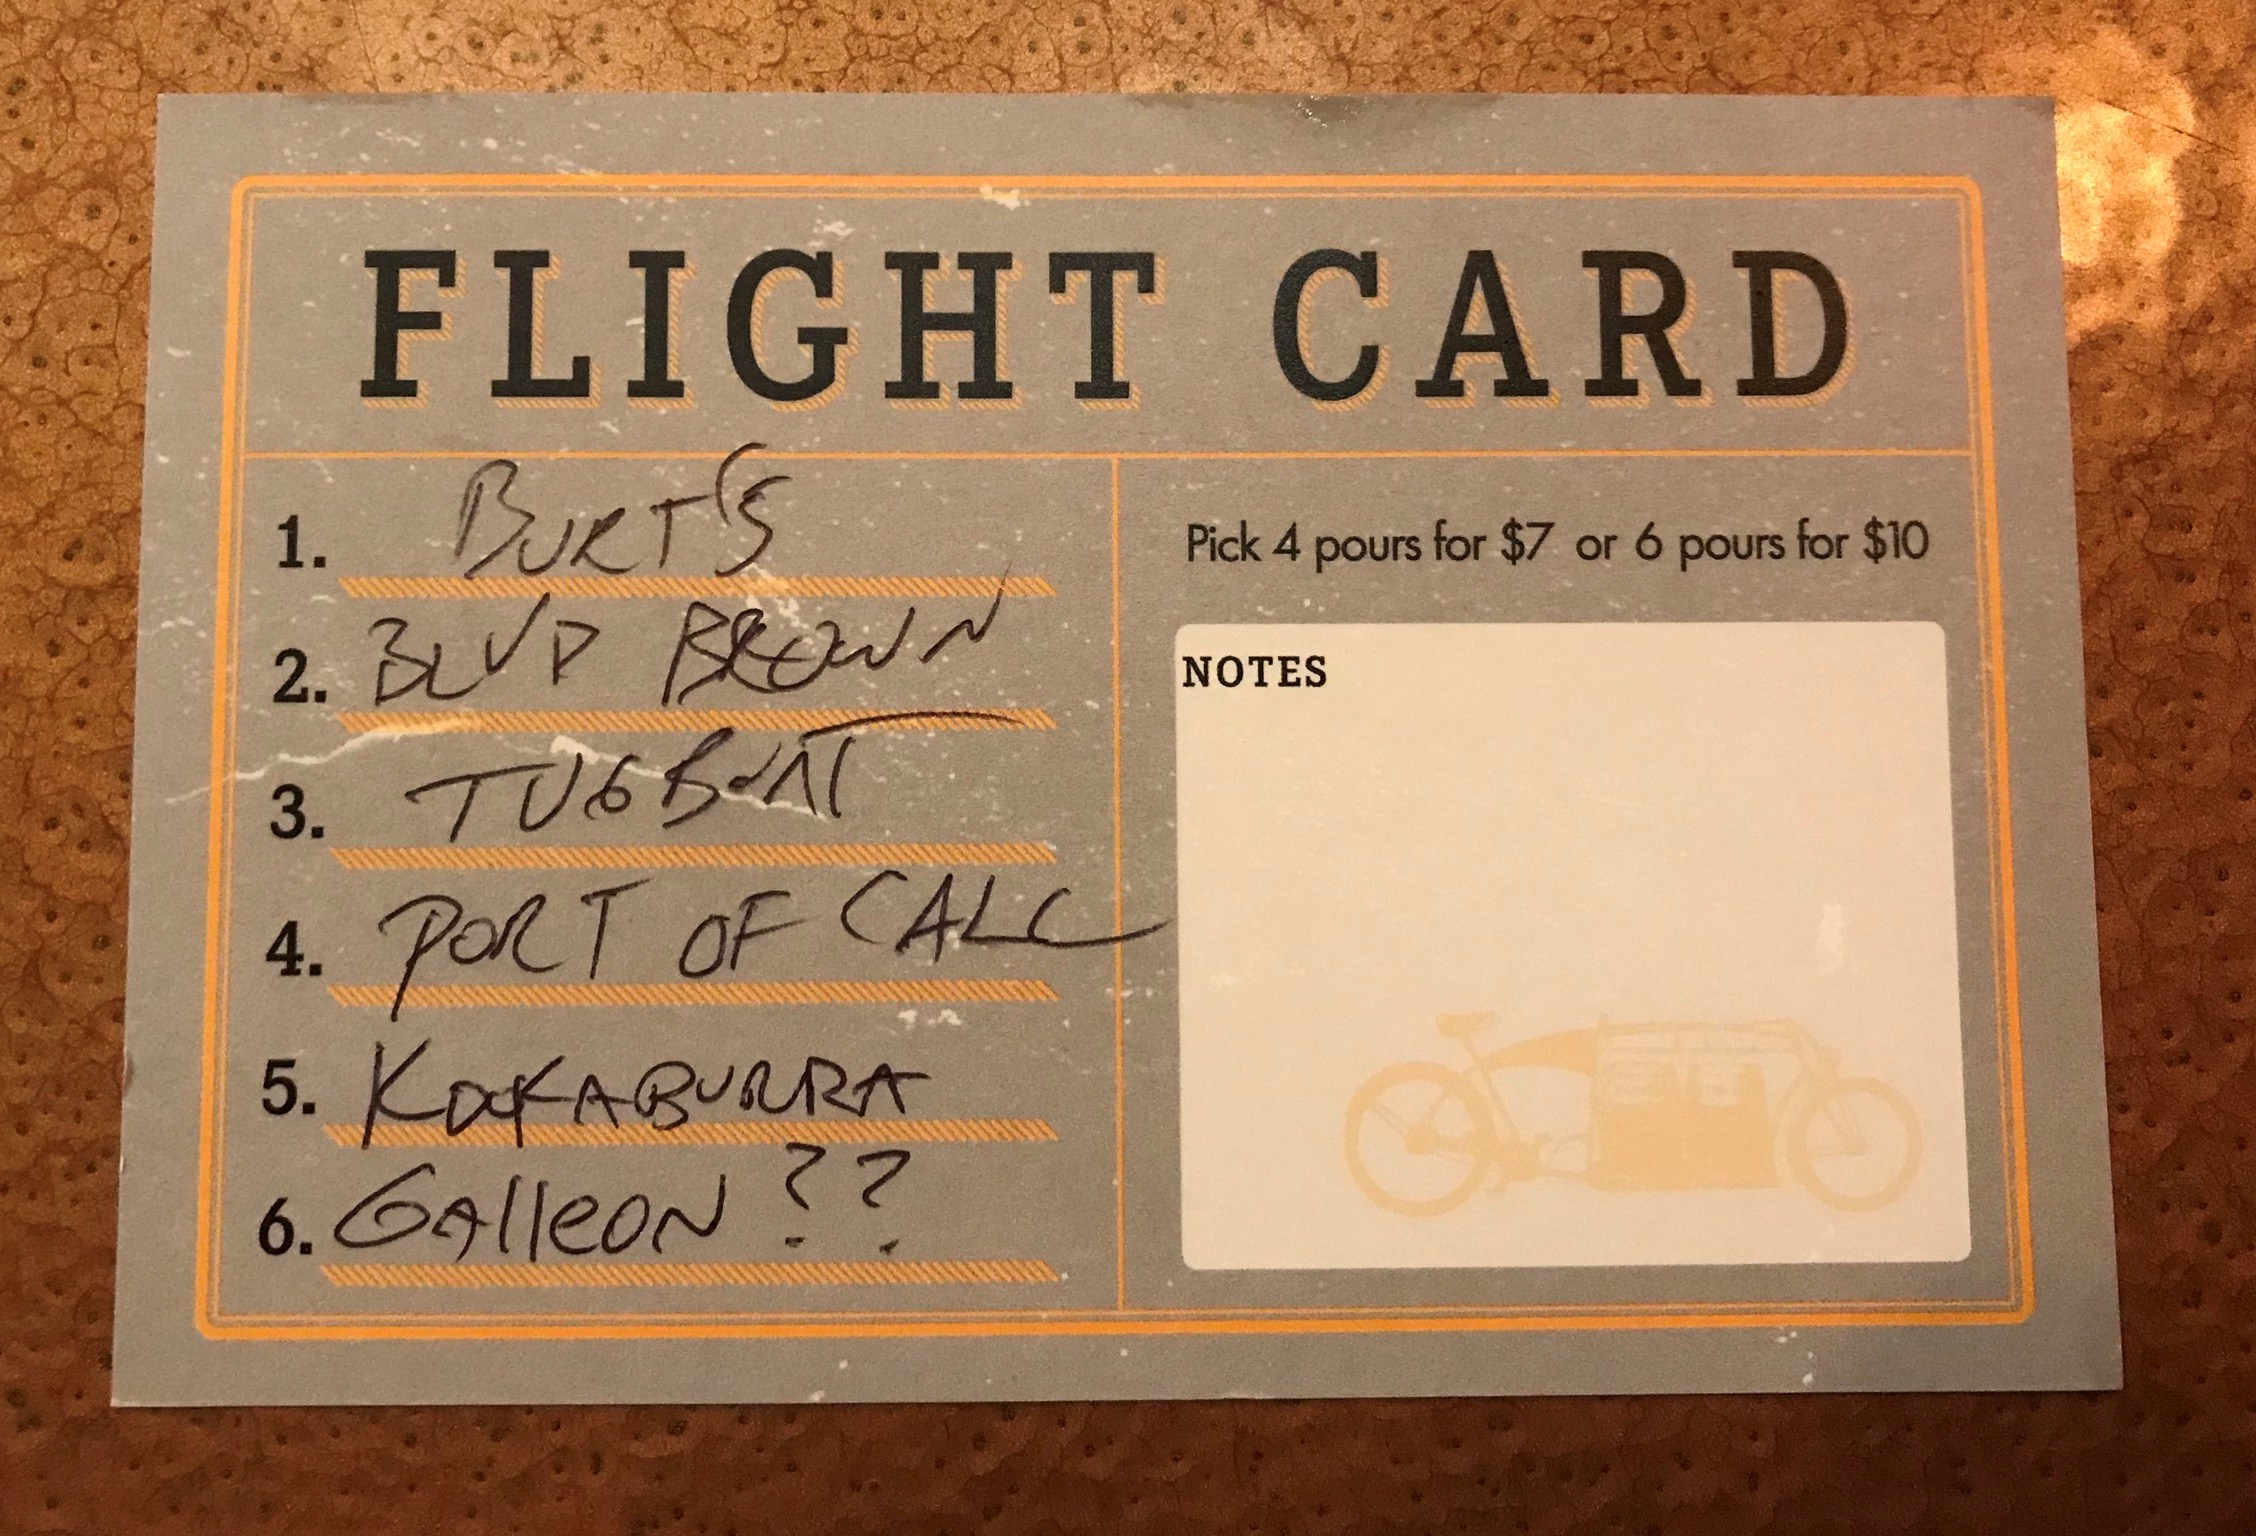 FLIGHT CARD
1. BURT'S
2. BLVD BROWN
3. TUGBOAT
4. PORT OF CALL
5. KOOKABURRA
6. GAlleON ??
Pick 4 pours for $7 or 6 pours for $10
NOTES